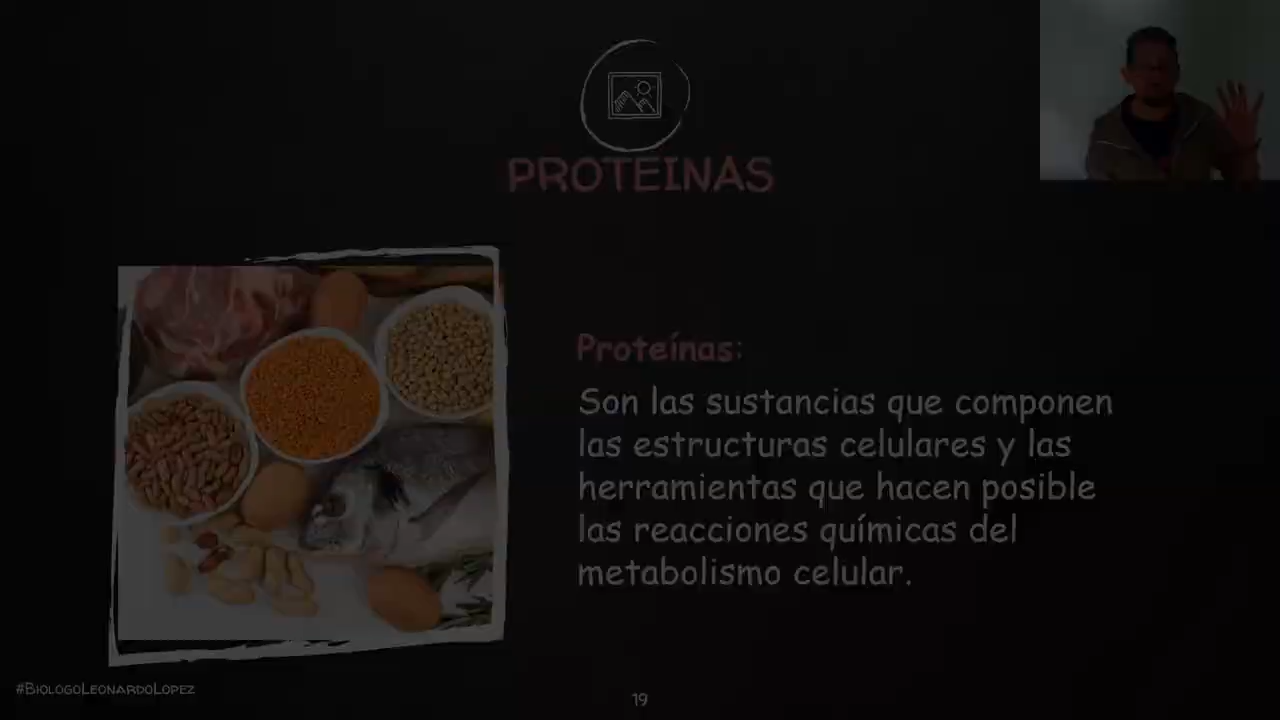 PROTEINAS
Proteínas:
Son las sustancias que componen
las estructuras celulares y las
herramientas que hacen posible
las reacciones químicas del
metabolismo celular.
#BiologoLeonardoLopez
19